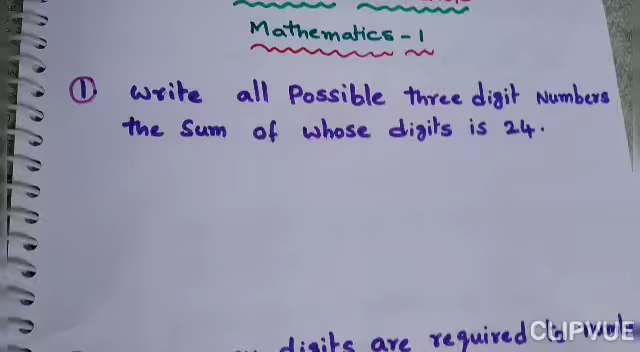 Mathematics - 1
① Write all Possible three digit Numbers
the Sum of whose digits is 24.
digits are required to
CLIPVUE